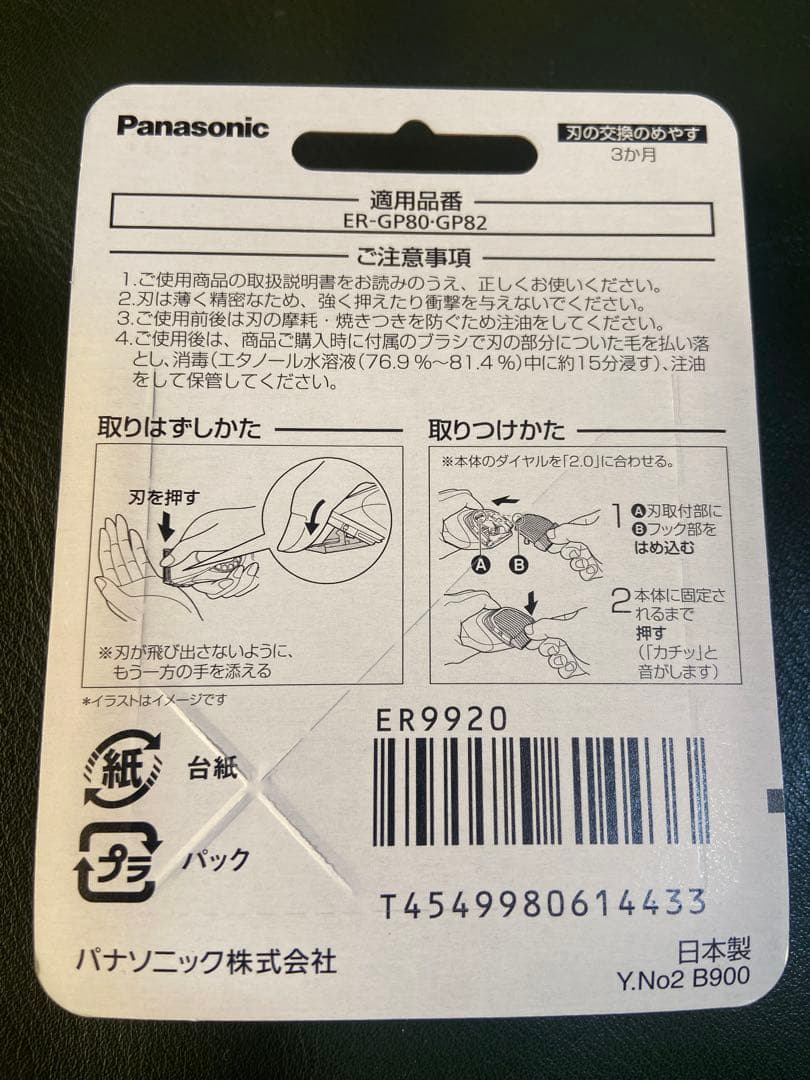 Panasonic
刃の交換のめやす
3か月
適用品番
ER-GP80・GP82
ご注意事項
1.ご使用商品の取扱説明書をお読みのうえ、正しくお使いください。
2.刃は薄く精密なため、強く押えたり衝撃を与えないでください。
3.ご使用前後は刃の摩耗・焼きつきを防ぐため注油をしてください。
4.ご使用後は、商品ご購入時に付属のブラシで刃の部分についた毛を払い落
とし、消毒(エタノール水溶液(76.9%〜81.4%)中に約15分浸す)、注油
をして保管してください。
取りはずしかた
刃を押す
※刃が飛び出さないように、
もう一方の手を添える
取りつけかた
※本体のダイヤルを「2.0」に合わせる。
A
B
1 A刃取付部に
Bフック部を
はめ込む
2 本体に固定さ
れるまで
押す
(「カチッ」と
音がします)
*イラストはイメージです
紙 台紙
プラ パック
ER9920
T4549980614433
パナソニック株式会社
日本製
Y.No2 B900